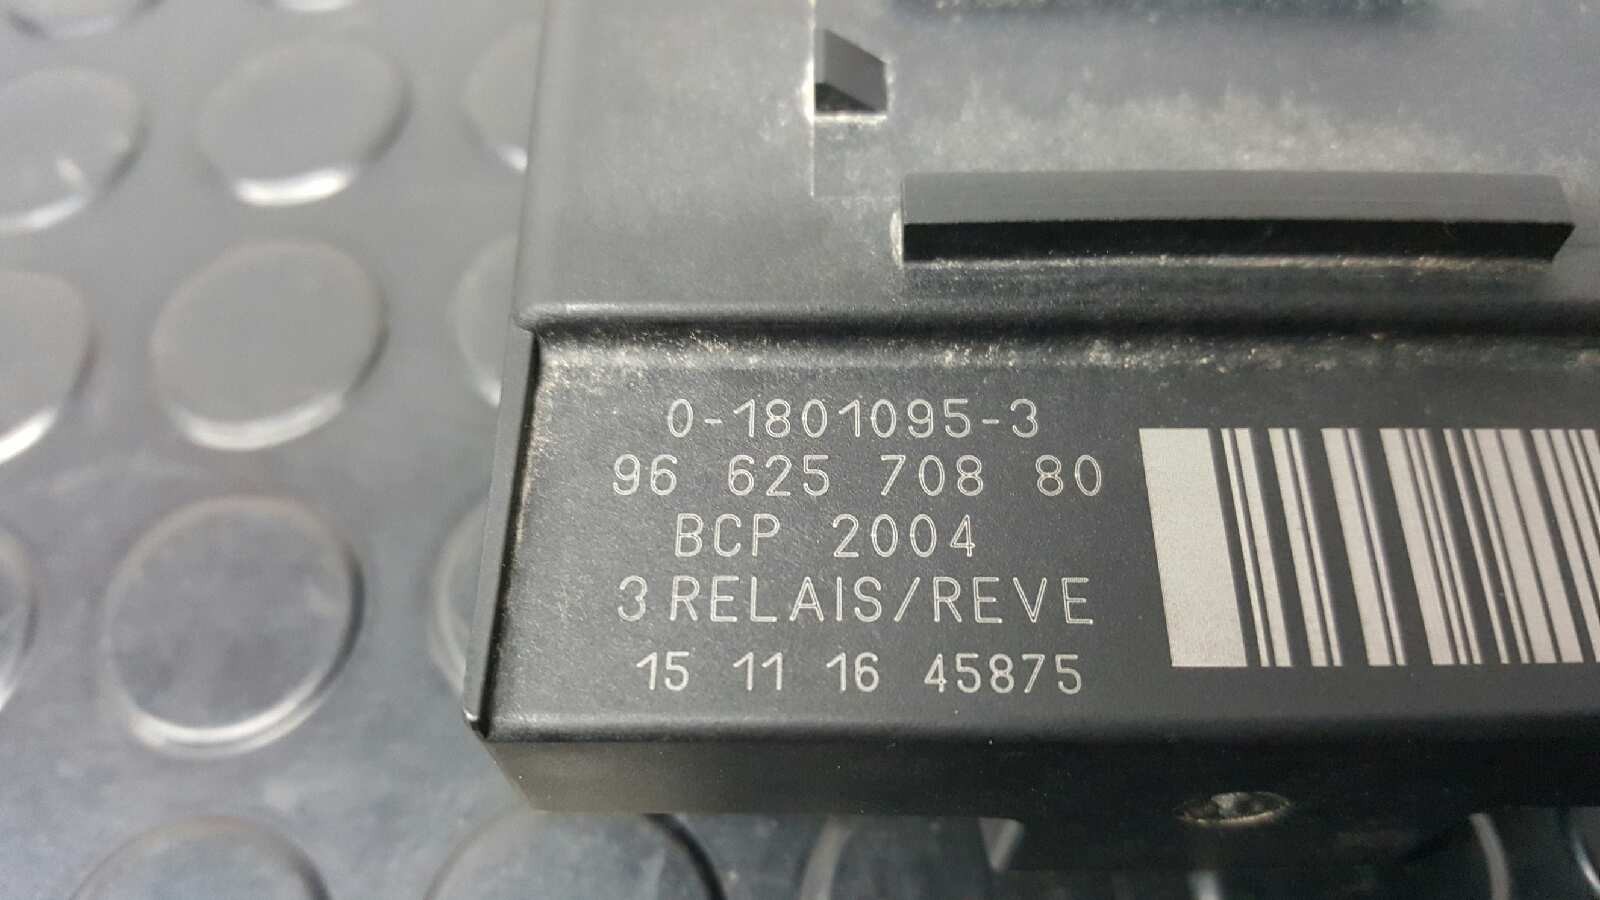 0-1801095-3
96 625 708 80
BCP 2004
3 RELAIS/REVE
15 11 16 45875